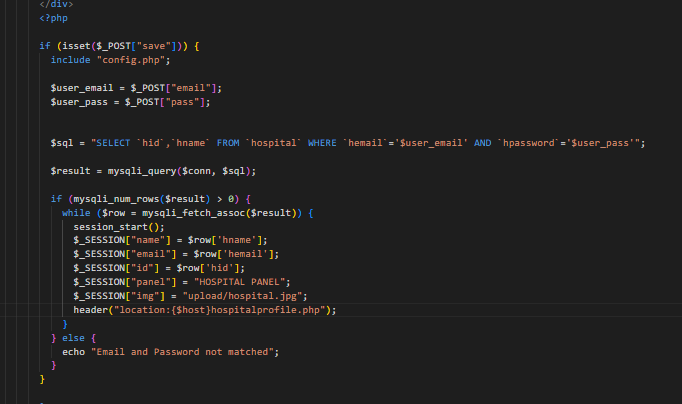 </div>
<?php
if (isset($_POST["save"])) {
include "config.php";
$user_email = $_POST["email"];
$user_pass = $_POST["pass"];
$sql = "SELECT `hid`,`hname` FROM `hospital` WHERE `hemail`='$user_email' AND `hpassword`='$user_pass'";
$result = mysqli_query($conn, $sql);
if (mysqli_num_rows($result) > 0) {
while ($row = mysqli_fetch_assoc($result)) {
session_start();
$_SESSION["name"] = $row['hname'];
$_SESSION["email"] = $row['hemail'];
$_SESSION["id"] = $row['hid'];
$_SESSION["panel"] = "HOSPITAL PANEL";
$_SESSION["img"] = "upload/hospital.jpg";
header("location:{$host}hospitalprofile.php");
}
} else {
echo "Email and Password not matched";
}
}